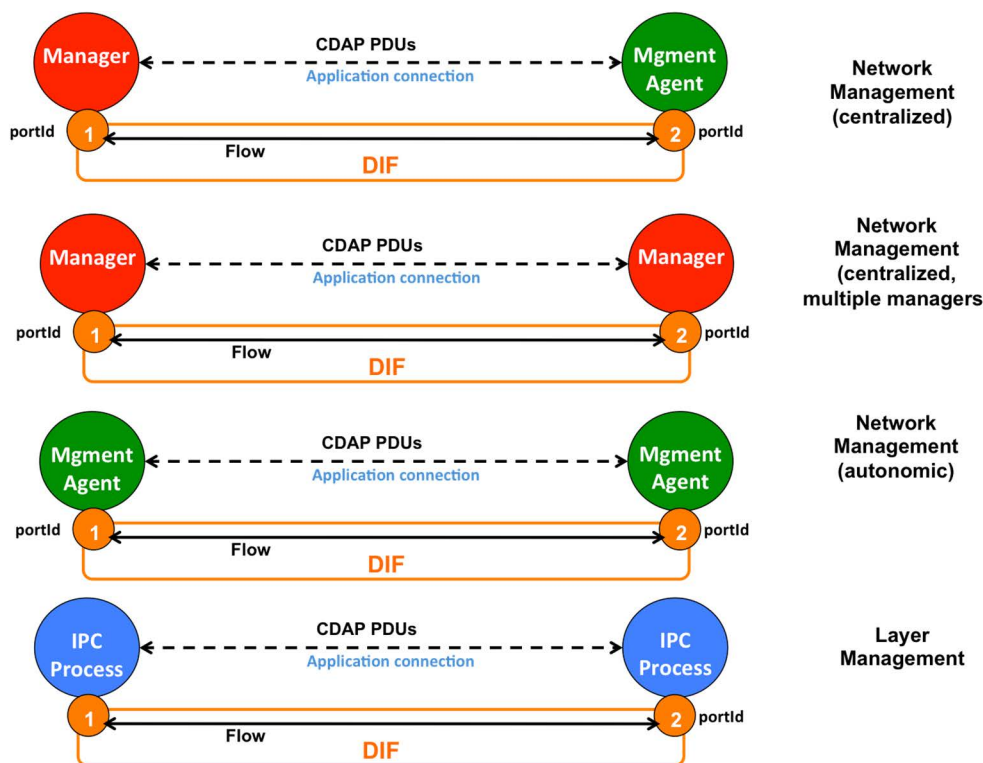 Manager
CDAP PDUs
Application connection
Mgment
Agent
Network
Management
(centralized)
portId
1
2
portId
Flow
DIF
Manager
CDAP PDUs
Application connection
Manager
Network
Management
(centralized,
multiple managers
portId
1
2
portId
Flow
DIF
Mgment
Agent
CDAP PDUs
Application connection
Mgment
Agent
Network
Management
(autonomic)
portId
1
2
portId
Flow
DIF
IPC
Process
CDAP PDUs
Application connection
IPC
Process
Layer
Management
1
2
portId
Flow
DIF